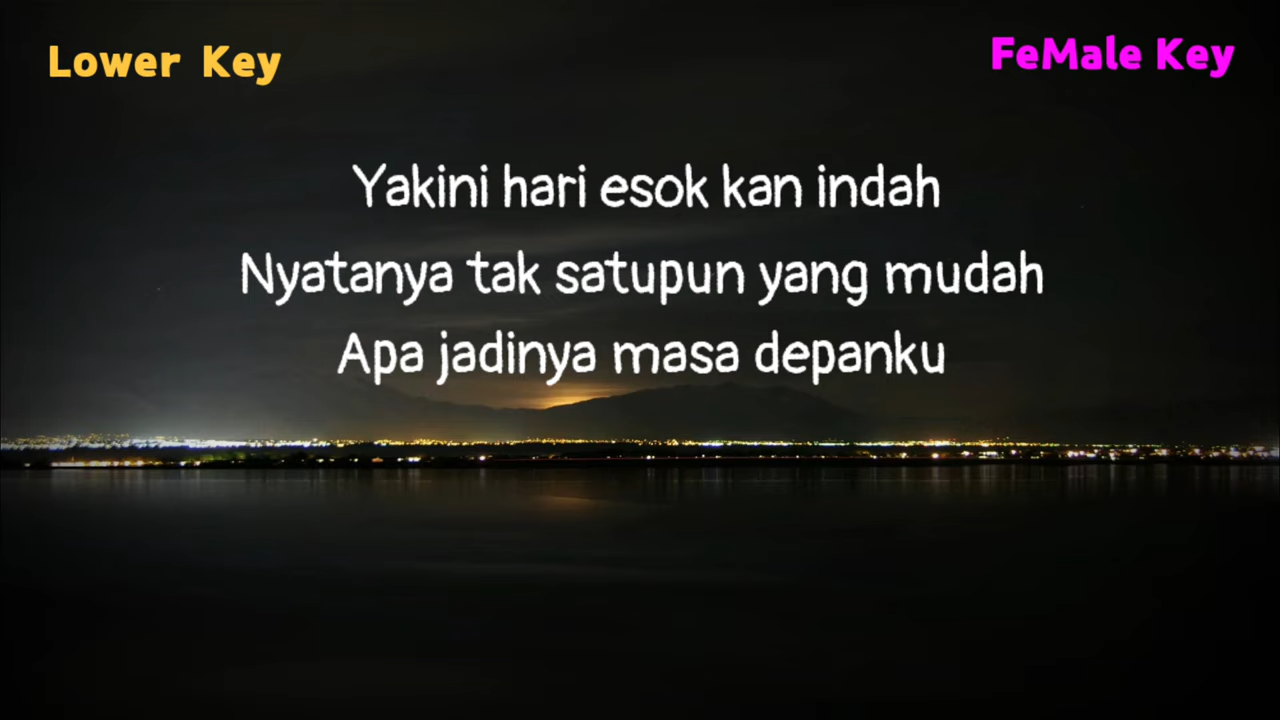 Lower Key
FeMale Key
Yakini hari esok kan indah
Nyatanya tak satupun yang mudah
Apa jadinya masa depanku